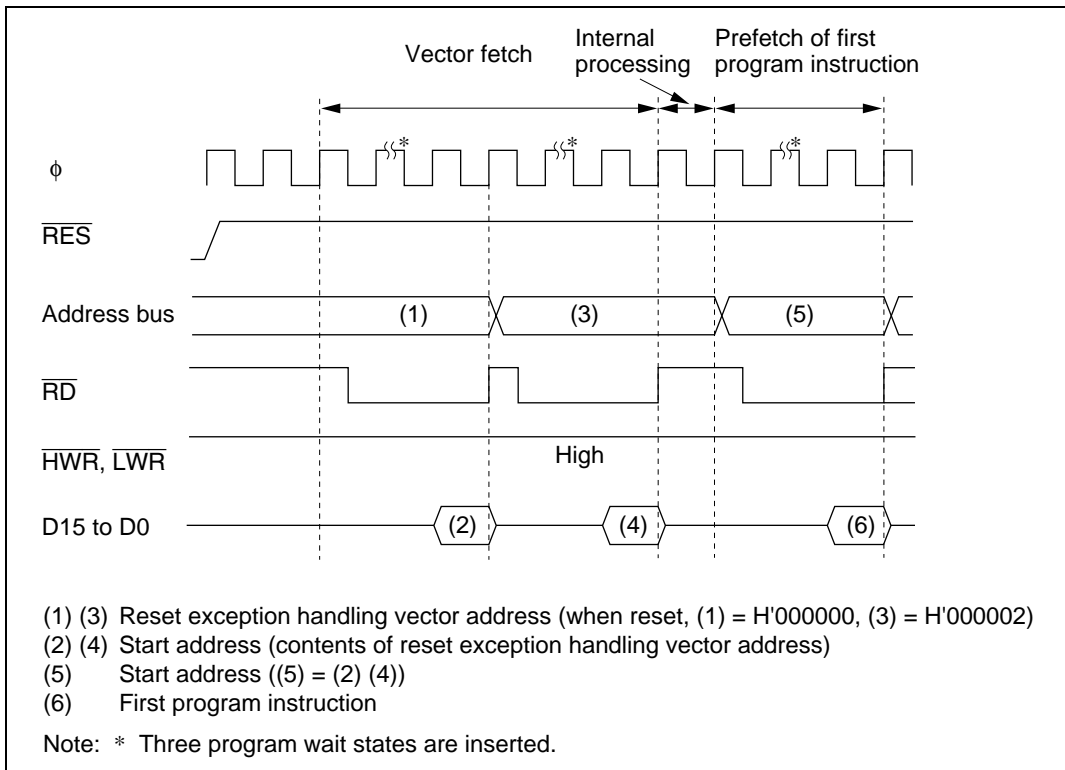 Vector fetch
Internal
processing
Prefetch of first
program instruction
* * *
ϕ
RES
Address bus (1) (3) (5)
RD
HWR, LWR High
D15 to D0 (2) (4) (6)
(1) (3) Reset exception handling vector address (when reset, (1) = H'000000, (3) = H'000002)
(2) (4) Start address (contents of reset exception handling vector address)
(5) Start address ((5) = (2) (4))
(6) First program instruction
Note: * Three program wait states are inserted.